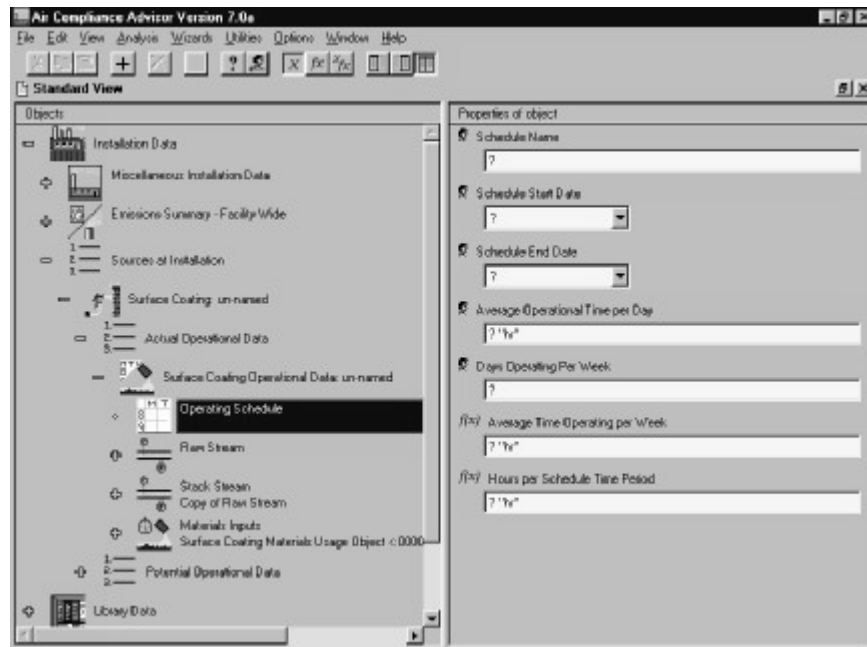 Air Compliance Advisor Version 7.0a
File Edit View Analysis Wizards Utilities Options Window Help
Standard View
Objects
Installation Data
Miscellaneous Installation Data
Emissions Summary - Facility Wide
Sources at Installation
Surface Coating: un-named
Actual Operational Data
Surface Coating Operational Data: un-named
Operating Schedule
Raw Stream
Stack Stream
Copy of Raw Stream
Materials Inputs
Surface Coating Materials Usage Object <0000
Potential Operational Data
Library Data
Properties of object
Schedule Name
?
Schedule Start Date
?
Schedule End Date
?
Average Operational Time per Day
? "hr"
Days Operating Per Week
?
f(x) Average Time Operating per Week
? "hr"
f(x) Hours per Schedule Time Period
? "hr"